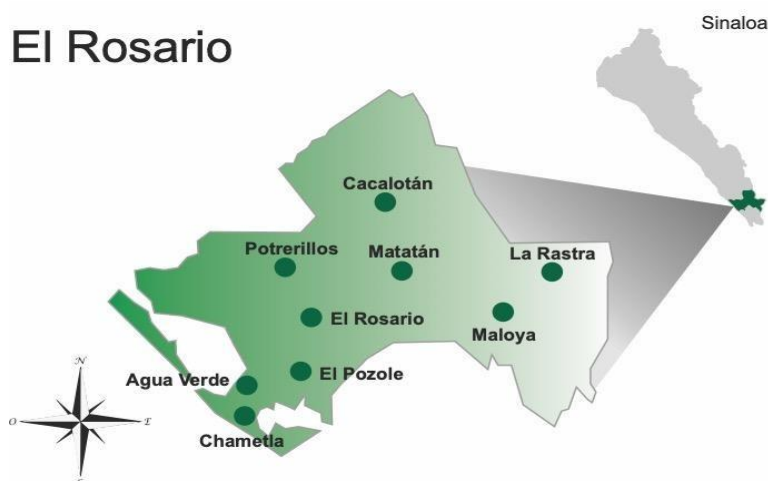 Sinaloa
El Rosario
Cacalotán
Potrerillos
Matatán
La Rastra
El Rosario
Maloya
El Pozole
Agua Verde
Chametla
N
O
E